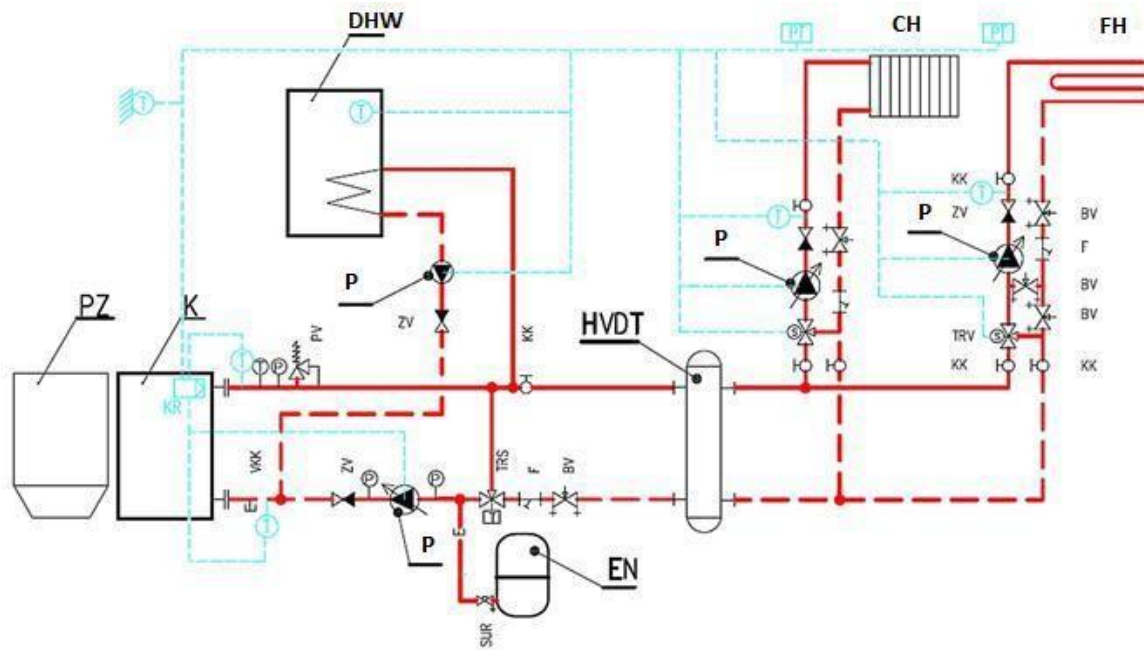 DHW
CH
FH
PT
PT
T
T
KK
T
ZV
P
BV
T
F
P
P
BV
PZ
K
ZV
PV
KK
HVDT
S
TRV
S
BV
T
T
P
KK
KK
KR
VKK
ZV
P
P
TRS
F
BV
T
P
E
EN
SUR